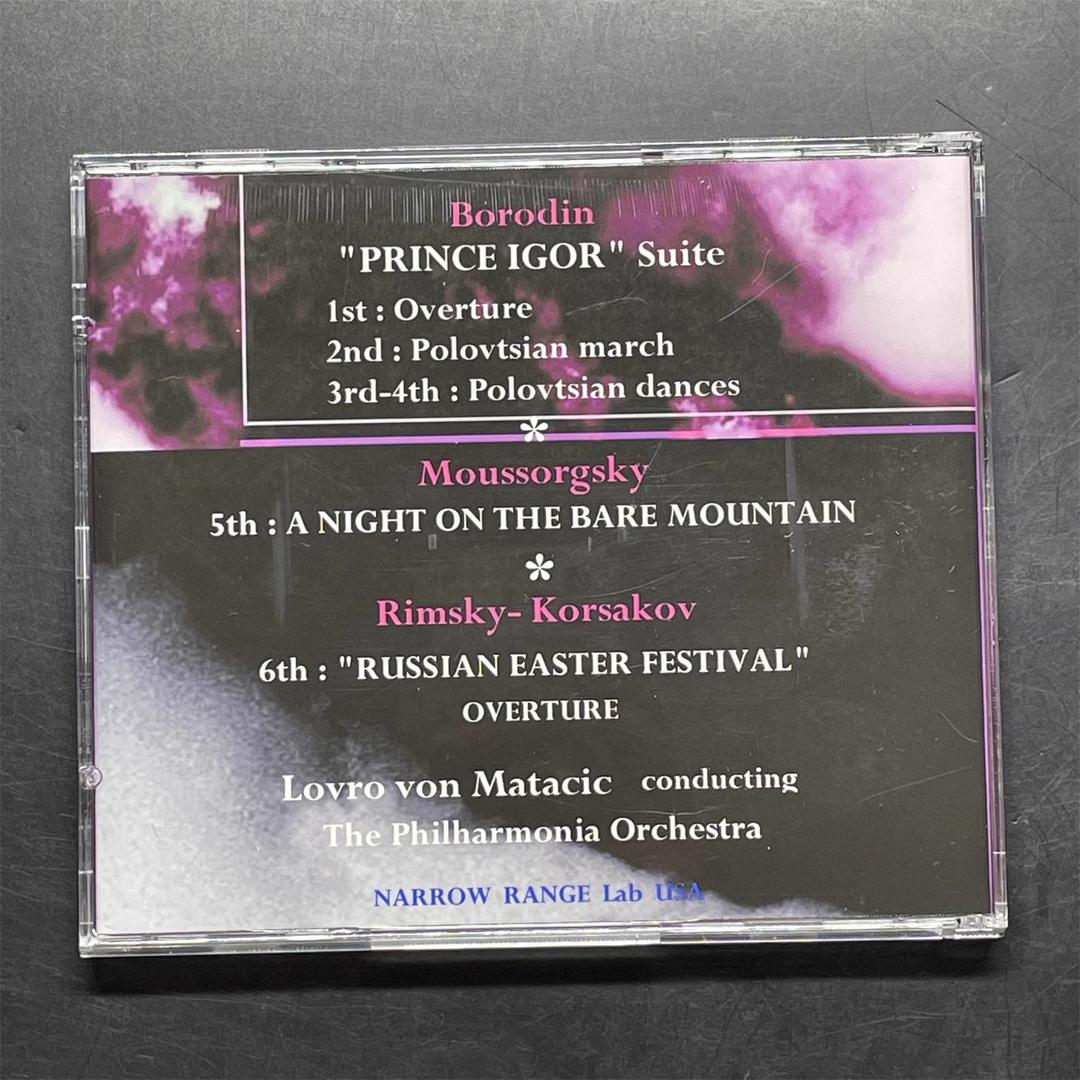 Borodin
"PRINCE IGOR" Suite
1st : Overture
2nd : Polovtsian march
3rd-4th : Polovtsian dances
*
Moussorgsky
5th : A NIGHT ON THE BARE MOUNTAIN
*
Rimsky- Korsakov
6th : "RUSSIAN EASTER FESTIVAL"
OVERTURE
Lovro von Matacic conducting
The Philharmonia Orchestra
NARROW RANGE Lab USA